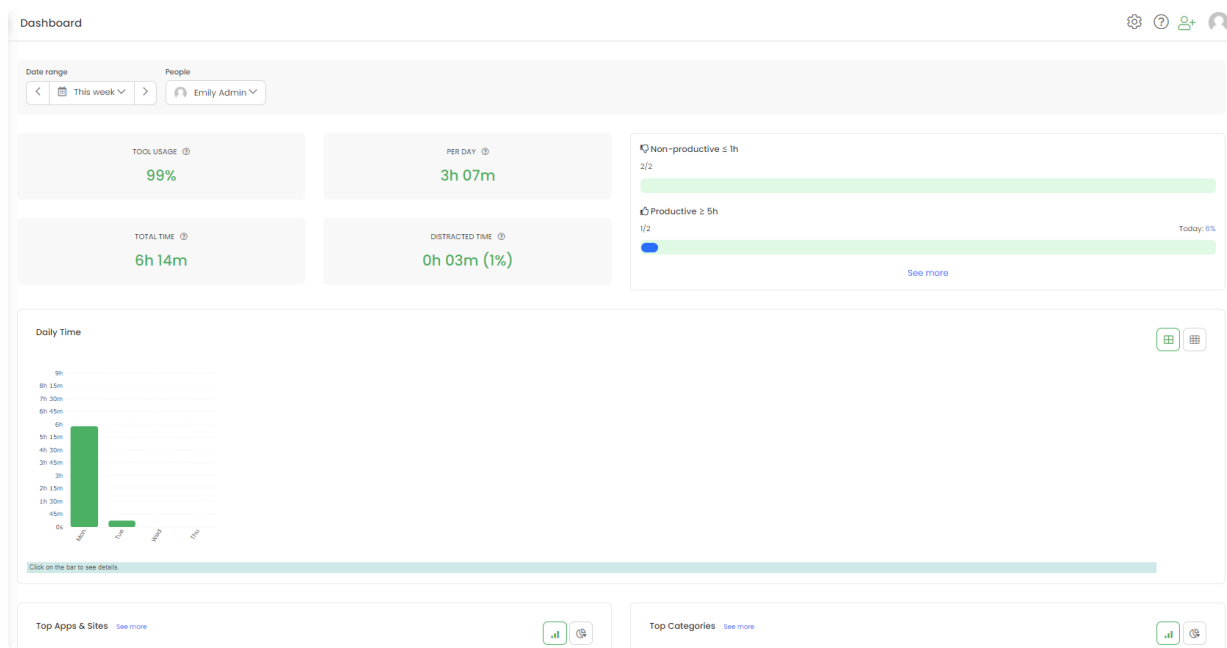 Dashboard
Date range
People
This week
Emily Admin
TOOL USAGE
99%
PER DAY
3h 07m
TOTAL TIME
6h 14m
DISTRACTED TIME
0h 03m (1%)
Non-productive ≤ 1h
2/2
Productive ≥ 5h
1/2
Today: 6%
See more
Daily Time
9h
8h 15m
7h 30m
6h 45m
6h
5h 15m
4h 30m
3h 45m
3h
2h 15m
1h 30m
45m
0s
Mon
Tue
Wed
Thu
Click on the bar to see details.
Top Apps & Sites See more
Top Categories See more